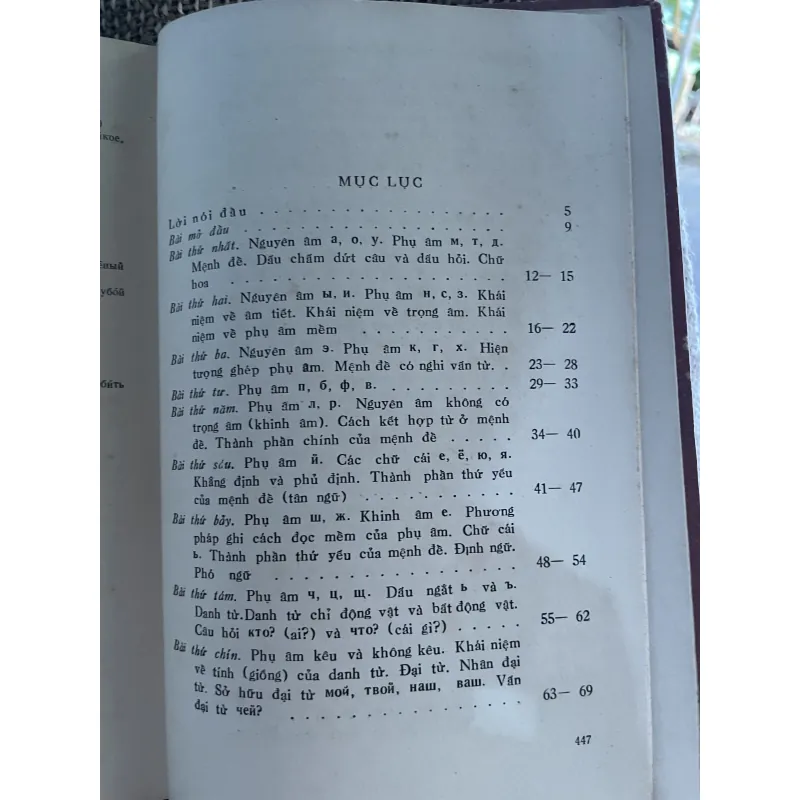 кое,
ный
убой
бить
MỤC LỤC
Lời nói đầu . . . . . . . . . . . . . . . . . . 5
Bài mở đầu . . . . . . . . . . . . . . . . . . 9
Bài thứ nhất. Nguyên âm а, о, у. Phụ âm м, т, д.
Mệnh đề. Dấu chấm dứt câu và dấu hỏi. Chữ
hoa . . . . . . . . . . . . . . . . . . 12— 15
Bài thứ hai. Nguyên âm ы, и. Phụ âm н, с, з. Khái
niệm về âm tiết. Khái niệm về trọng âm. Khái
niệm về phụ âm mềm . . . . . . . . . . . 16— 22
Bài thứ ba. Nguyên âm э. Phụ âm к, г, х. Hiện
tượng ghép phụ âm. Mệnh đề có nghi vấn từ. . 23— 28
Bài thứ tư. Phụ âm п, б, ф, в. . . . . . . . . . 29— 33
Bài thứ năm. Phụ âm л, р. Nguyên âm không có
trọng âm (khinh âm). Cách kết hợp từ ở mệnh
đề. Thành phần chính của mệnh đề . . . . . 34— 40
Bài thứ sáu. Phụ âm й. Các chữ cái е, ё, ю, я.
Khẳng định và phủ định. Thành phần thứ yếu
của mệnh đề (tân ngữ) . . . . . . . . . . . 41— 47
Bài thứ bảy. Phụ âm ш, ж. Khinh âm е. Phương
pháp ghi cách đọc mềm của phụ âm. Chữ cái
ь. Thành phần thứ yếu của mệnh đề. Định ngữ.
Phó ngữ . . . . . . . . . . . . . . . . . 48— 54
Bài thứ tám. Phụ âm ч, ц, щ. Dấu ngắt ь và ъ.
Danh từ.Danh từ chỉ động vật và bất động vật.
Câu hỏi кто? (ai?) và что? (cái gì?) . . . . . 55— 62
Bài thứ chín. Phụ âm kêu và không kêu. Khái niệm
về tính (giống) của danh từ. Đại từ. Nhân đại
từ. Sở hữu đại từ мой, твой, наш, ваш. Vấn
đại từ чей? . . . . . . . . . . . . . . . . 63— 69
447